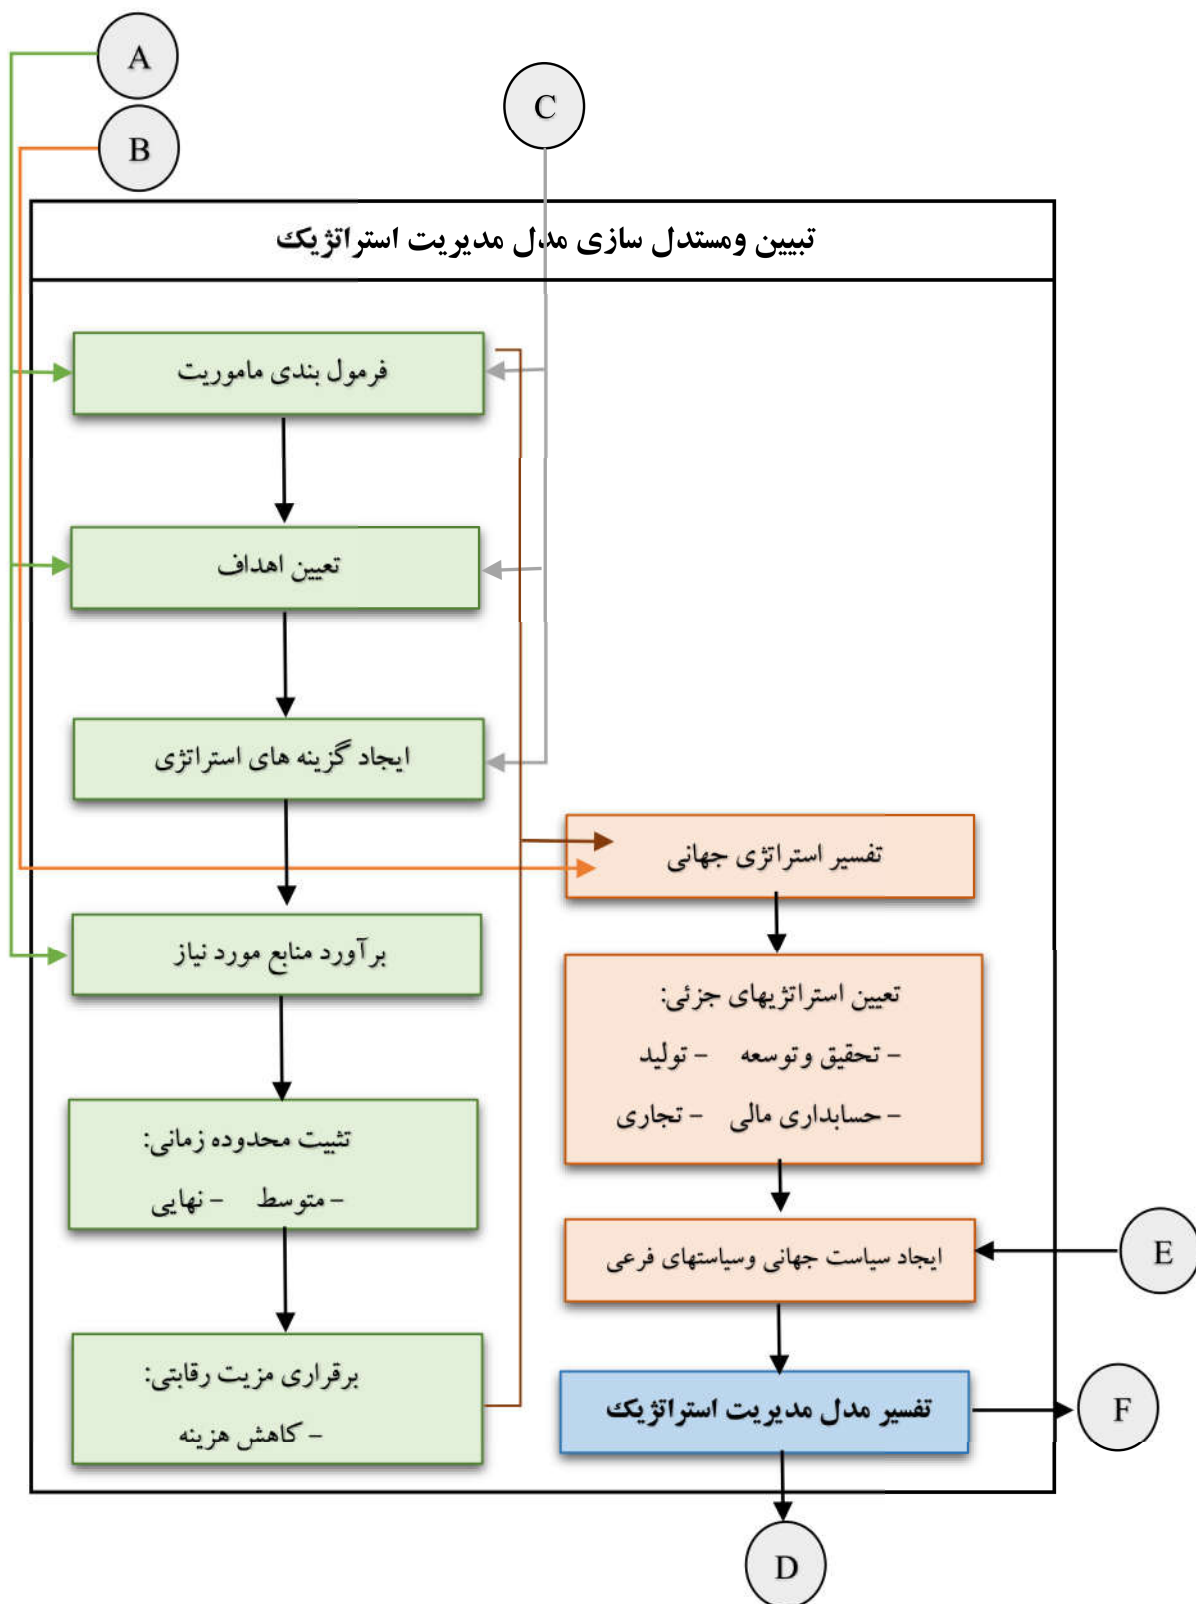 A
B
C
تبیین ومستدل سازی مدل مدیریت استراتژیک
فرمول بندی ماموریت
تعیین اهداف
ایجاد گزینه های استراتژی
برآورد منابع مورد نیاز
تثبیت محدوده زمانی:
- متوسط - نهایی
برقراری مزیت رقابتی:
- کاهش هزینه
تفسیر استراتژی جهانی
تعیین استراتژیهای جزئی:
- تحقیق وتوسعه - تولید
- حسابداری مالی - تجاری
ایجاد سیاست جهانی وسیاستهای فرعی
E
تفسیر مدل مدیریت استراتژیک
F
D